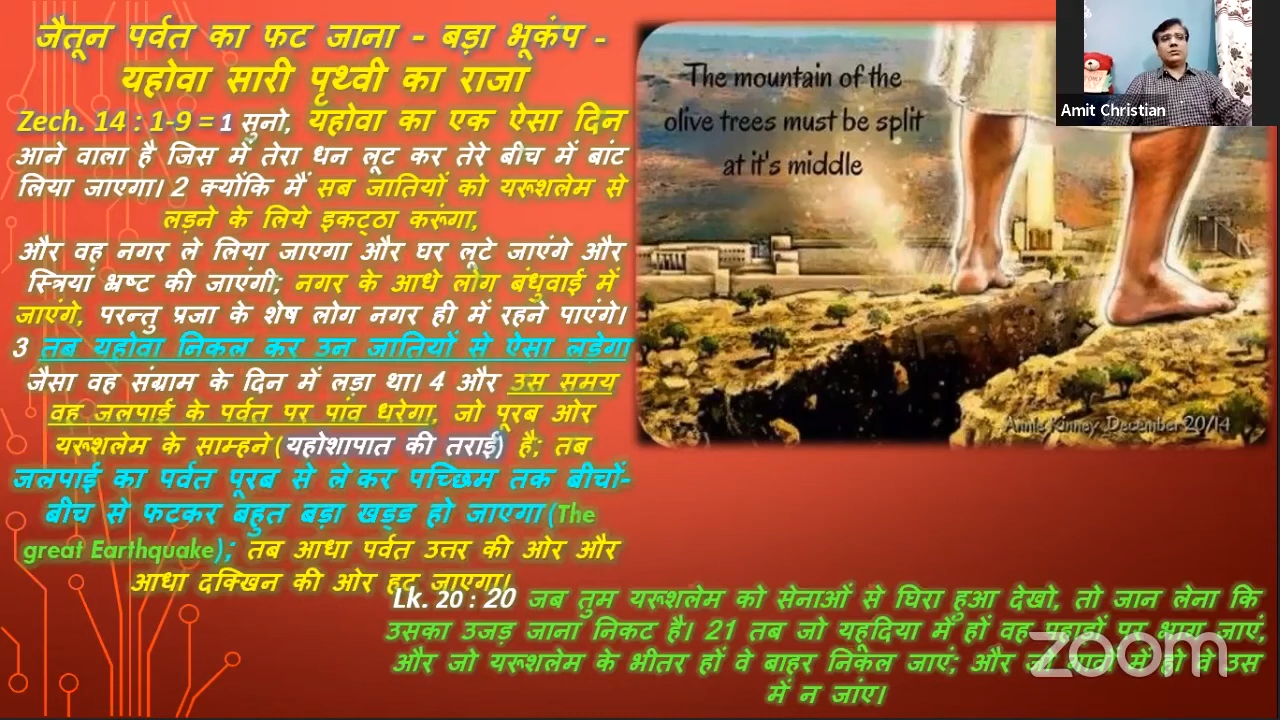 जैतून पर्वत का फट जाना - बड़ा भूकंप -
यहोवा सारी पृथ्वी का राजा
Zech. 14 : 1-9 = 1 सुनो, यहोवा का एक ऐसा दिन
आने वाला है जिस में तेरा धन लूट कर तेरे बीच में बांट
लिया जाएगा। 2 क्योंकि मैं सब जातियों को यरूशलेम से
लड़ने के लिये इकट्ठा करूंगा,
और वह नगर ले लिया जाएगा और घर लूटे जाएंगे और
स्त्रियां भ्रष्ट की जाएंगी; नगर के आधे लोग बंधुवाई में
जाएंगे, परन्तु प्रजा के शेष लोग नगर ही में रहने पाएंगे।
3 तब यहोवा निकल कर उन जातियों से ऐसा लड़ेगा
जैसा वह संग्राम के दिन में लड़ा था। 4 और उस समय
वह जलपाई के पर्वत पर पांव धरेगा, जो पूरब ओर
यरूशलेम के साम्हने (यहोशापात की तराई) है; तब
जलपाई का पर्वत पूरब से ले कर पच्छिम तक बीचों-
बीच से फटकर बहुत बड़ा खड्ड हो जाएगा (The
great Earthquake); तब आधा पर्वत उत्तर की ओर और
आधा दक्खिन की ओर हट जाएगा।
The mountain of the
olive trees must be split
at it's middle
Annie Kinney December 20/14
Amit Christian
Lk. 20 : 20 जब तुम यरूशलेम को सेनाओं से घिरा हुआ देखो, तो जान लेना कि
उसका उजड़ जाना निकट है। 21 तब जो यहूदिया में हों वह पहाड़ों पर भाग जाएं,
और जो यरूशलेम के भीतर हों वे बाहर निकल जाएं; और जो गावों में हो वे उस
में न जांए।
zoom